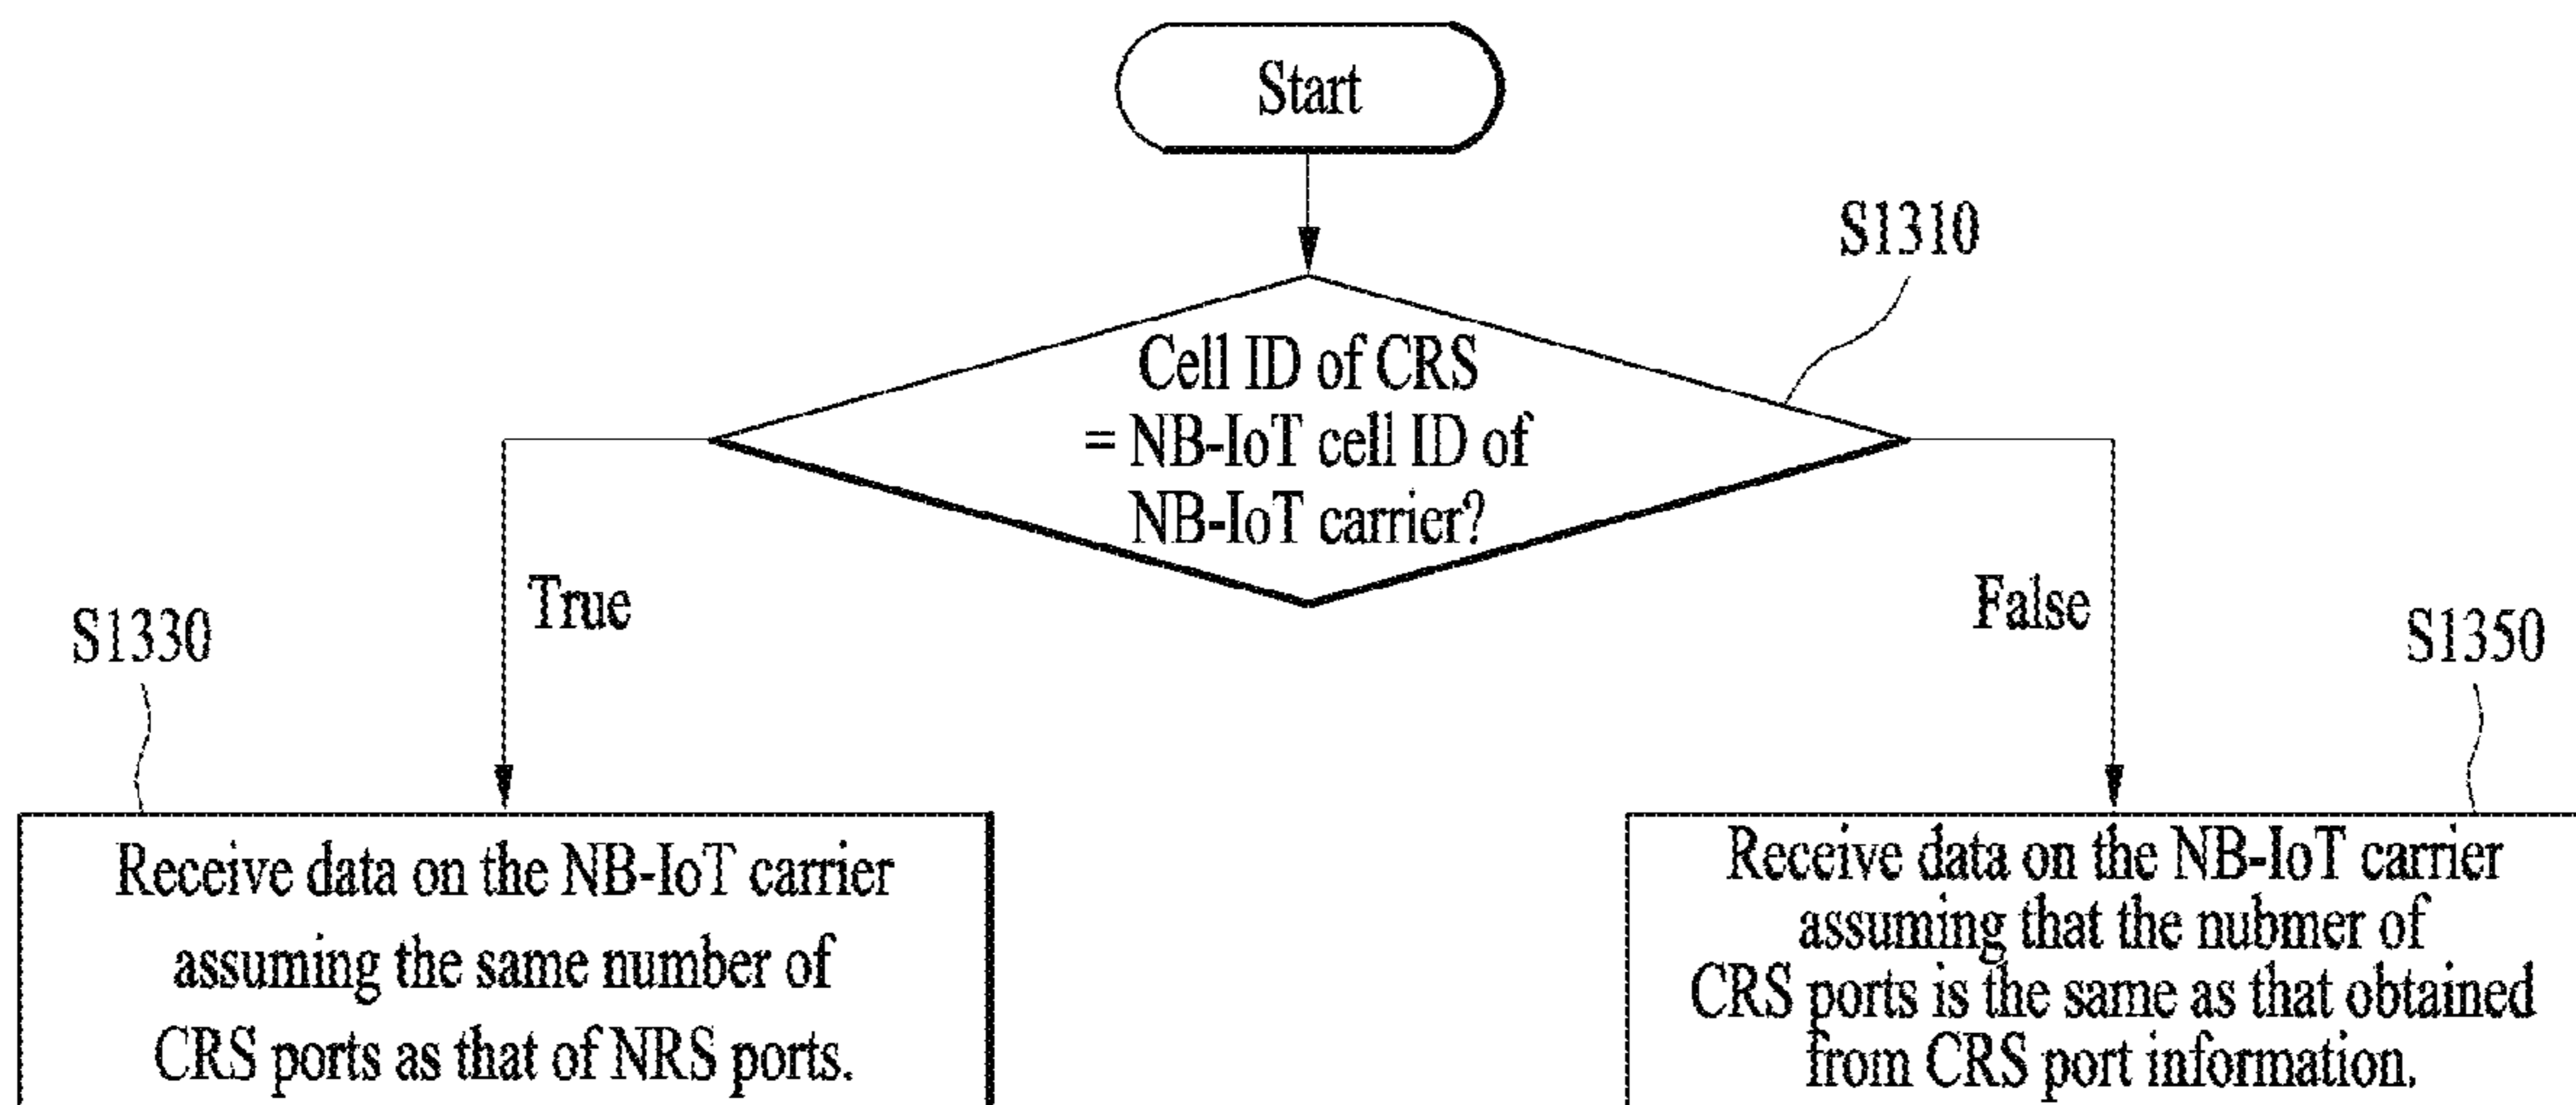 Start
S1310
Cell ID of CRS
= NB-IoT cell ID of
NB-IoT carrier?
True
False
S1330
S1350
Receive data on the NB-IoT carrier
assuming the same number of
CRS ports as that of NRS ports.
Receive data on the NB-IoT carrier
assuming that the nubmer of
CRS ports is the same as that obtained
from CRS port information.